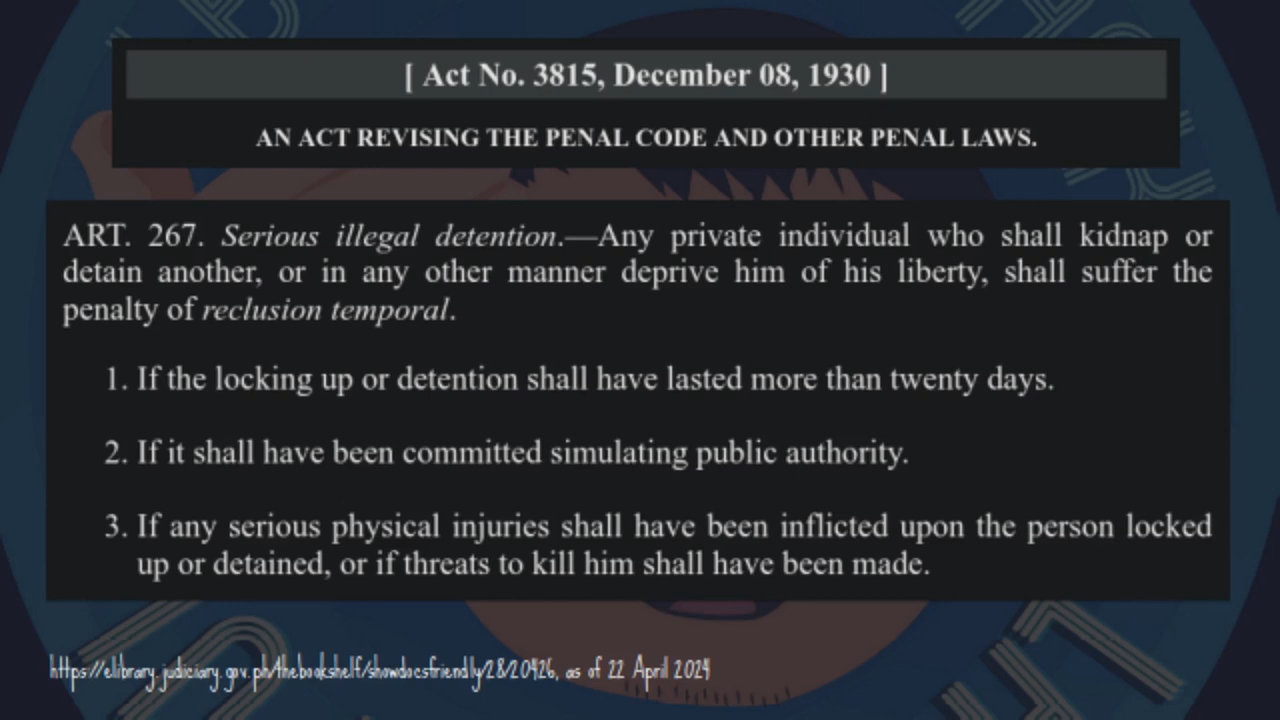 [ Act No. 3815, December 08, 1930 ]
AN ACT REVISING THE PENAL CODE AND OTHER PENAL LAWS.
ART. 267. Serious illegal detention.—Any private individual who shall kidnap or
detain another, or in any other manner deprive him of his liberty, shall suffer the
penalty of reclusion temporal.
1. If the locking up or detention shall have lasted more than twenty days.
2. If it shall have been committed simulating public authority.
3. If any serious physical injuries shall have been inflicted upon the person locked
up or detained, or if threats to kill him shall have been made.
https://elibrary.judiciary.gov.ph/thebookshelf/showdocsfriendly/28/20426, as of 22 April 2024